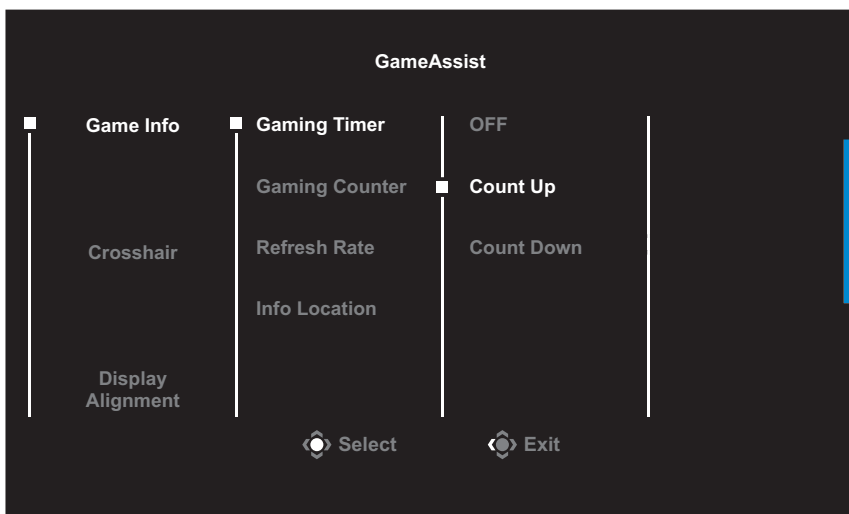 GameAssist
Game Info
Gaming Timer
OFF
Gaming Counter
Count Up
Crosshair
Refresh Rate
Count Down
Info Location
Display
Alignment
Select
Exit